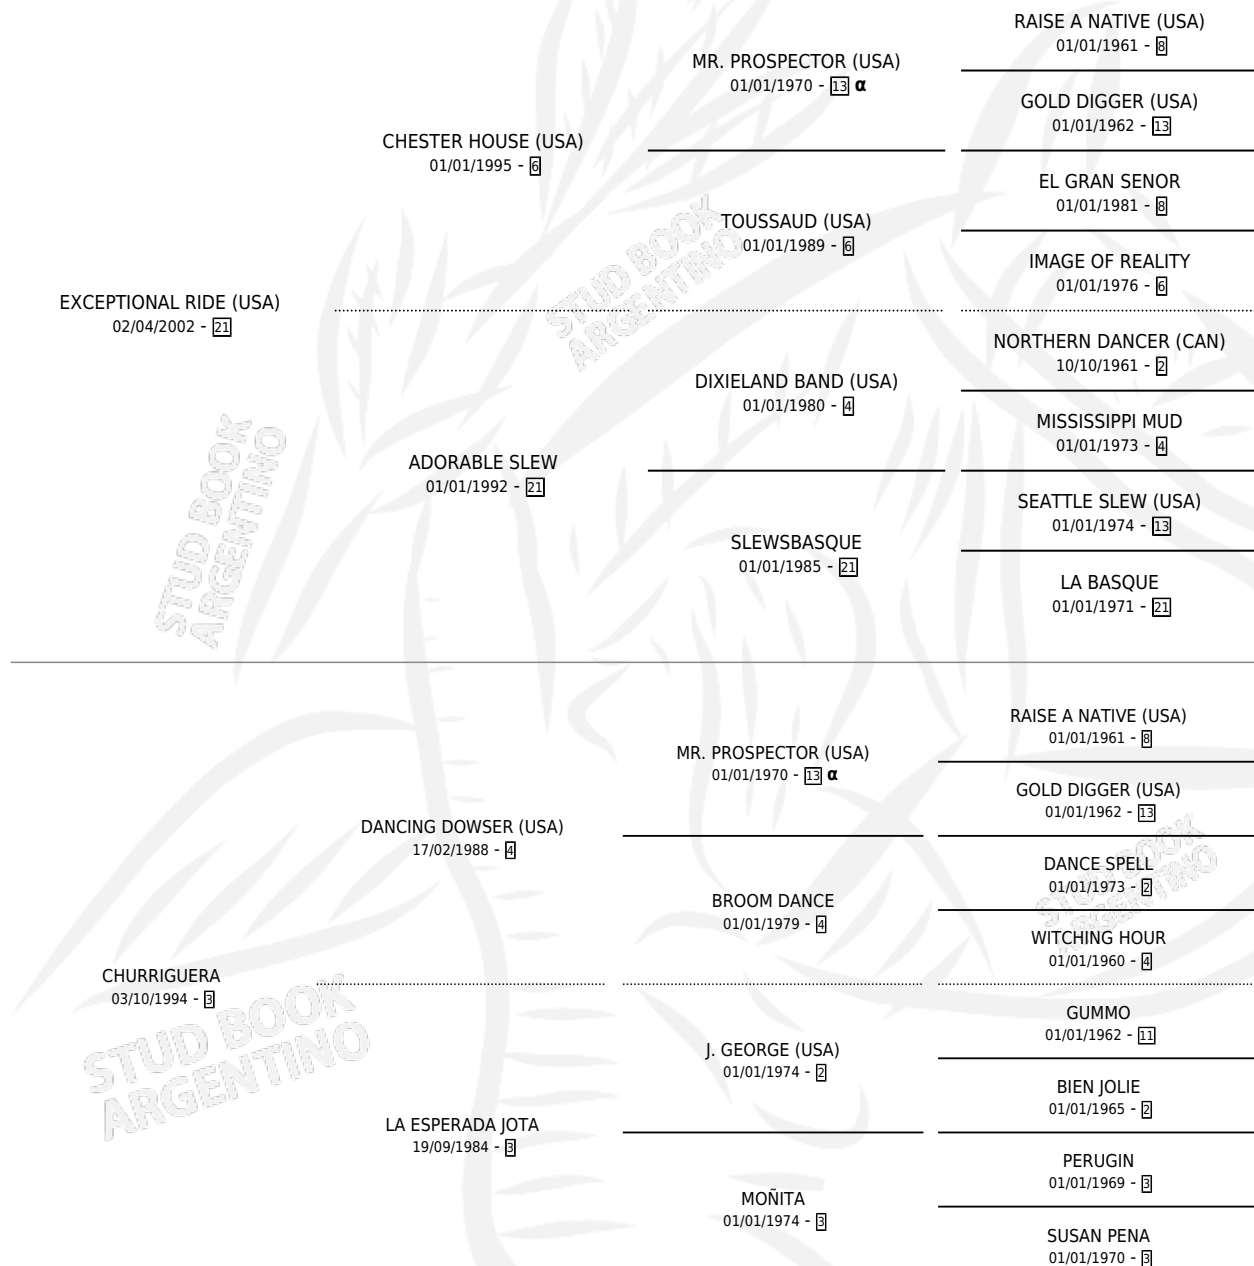 RAISE A NATIVE (USA)
01/01/1961 - 8
MR. PROSPECTOR (USA)
01/01/1970 - 13 α
GOLD DIGGER (USA)
01/01/1962 - 13
CHESTER HOUSE (USA)
01/01/1995 - 6
EL GRAN SENOR
01/01/1981 - 8
TOUSSAUD (USA)
01/01/1989 - 6
IMAGE OF REALITY
01/01/1976 - 6
EXCEPTIONAL RIDE (USA)
02/04/2002 - 21
NORTHERN DANCER (CAN)
10/10/1961 - 2
DIXIELAND BAND (USA)
01/01/1980 - 4
MISSISSIPPI MUD
01/01/1973 - 4
ADORABLE SLEW
01/01/1992 - 21
SEATTLE SLEW (USA)
01/01/1974 - 13
SLEWSBASQUE
01/01/1985 - 21
LA BASQUE
01/01/1971 - 21
RAISE A NATIVE (USA)
01/01/1961 - 8
MR. PROSPECTOR (USA)
01/01/1970 - 13 α
GOLD DIGGER (USA)
01/01/1962 - 13
DANCING DOWSER (USA)
17/02/1988 - 4
DANCE SPELL
01/01/1973 - 2
BROOM DANCE
01/01/1979 - 4
WITCHING HOUR
01/01/1960 - 4
CHURRIGUERA
03/10/1994 - 3
GUMMO
01/01/1962 - 11
J. GEORGE (USA)
01/01/1974 - 2
BIEN JOLIE
01/01/1965 - 2
LA ESPERADA JOTA
19/09/1984 - 3
PERUGIN
01/01/1969 - 3
MOÑITA
01/01/1974 - 3
SUSAN PENA
01/01/1970 - 3
STUD BOOK
ARGENTINO
STUD BOOK
ARGENTINO
STUD BOOK
ARGENTINO
STUD BOOK
ARGENTINO